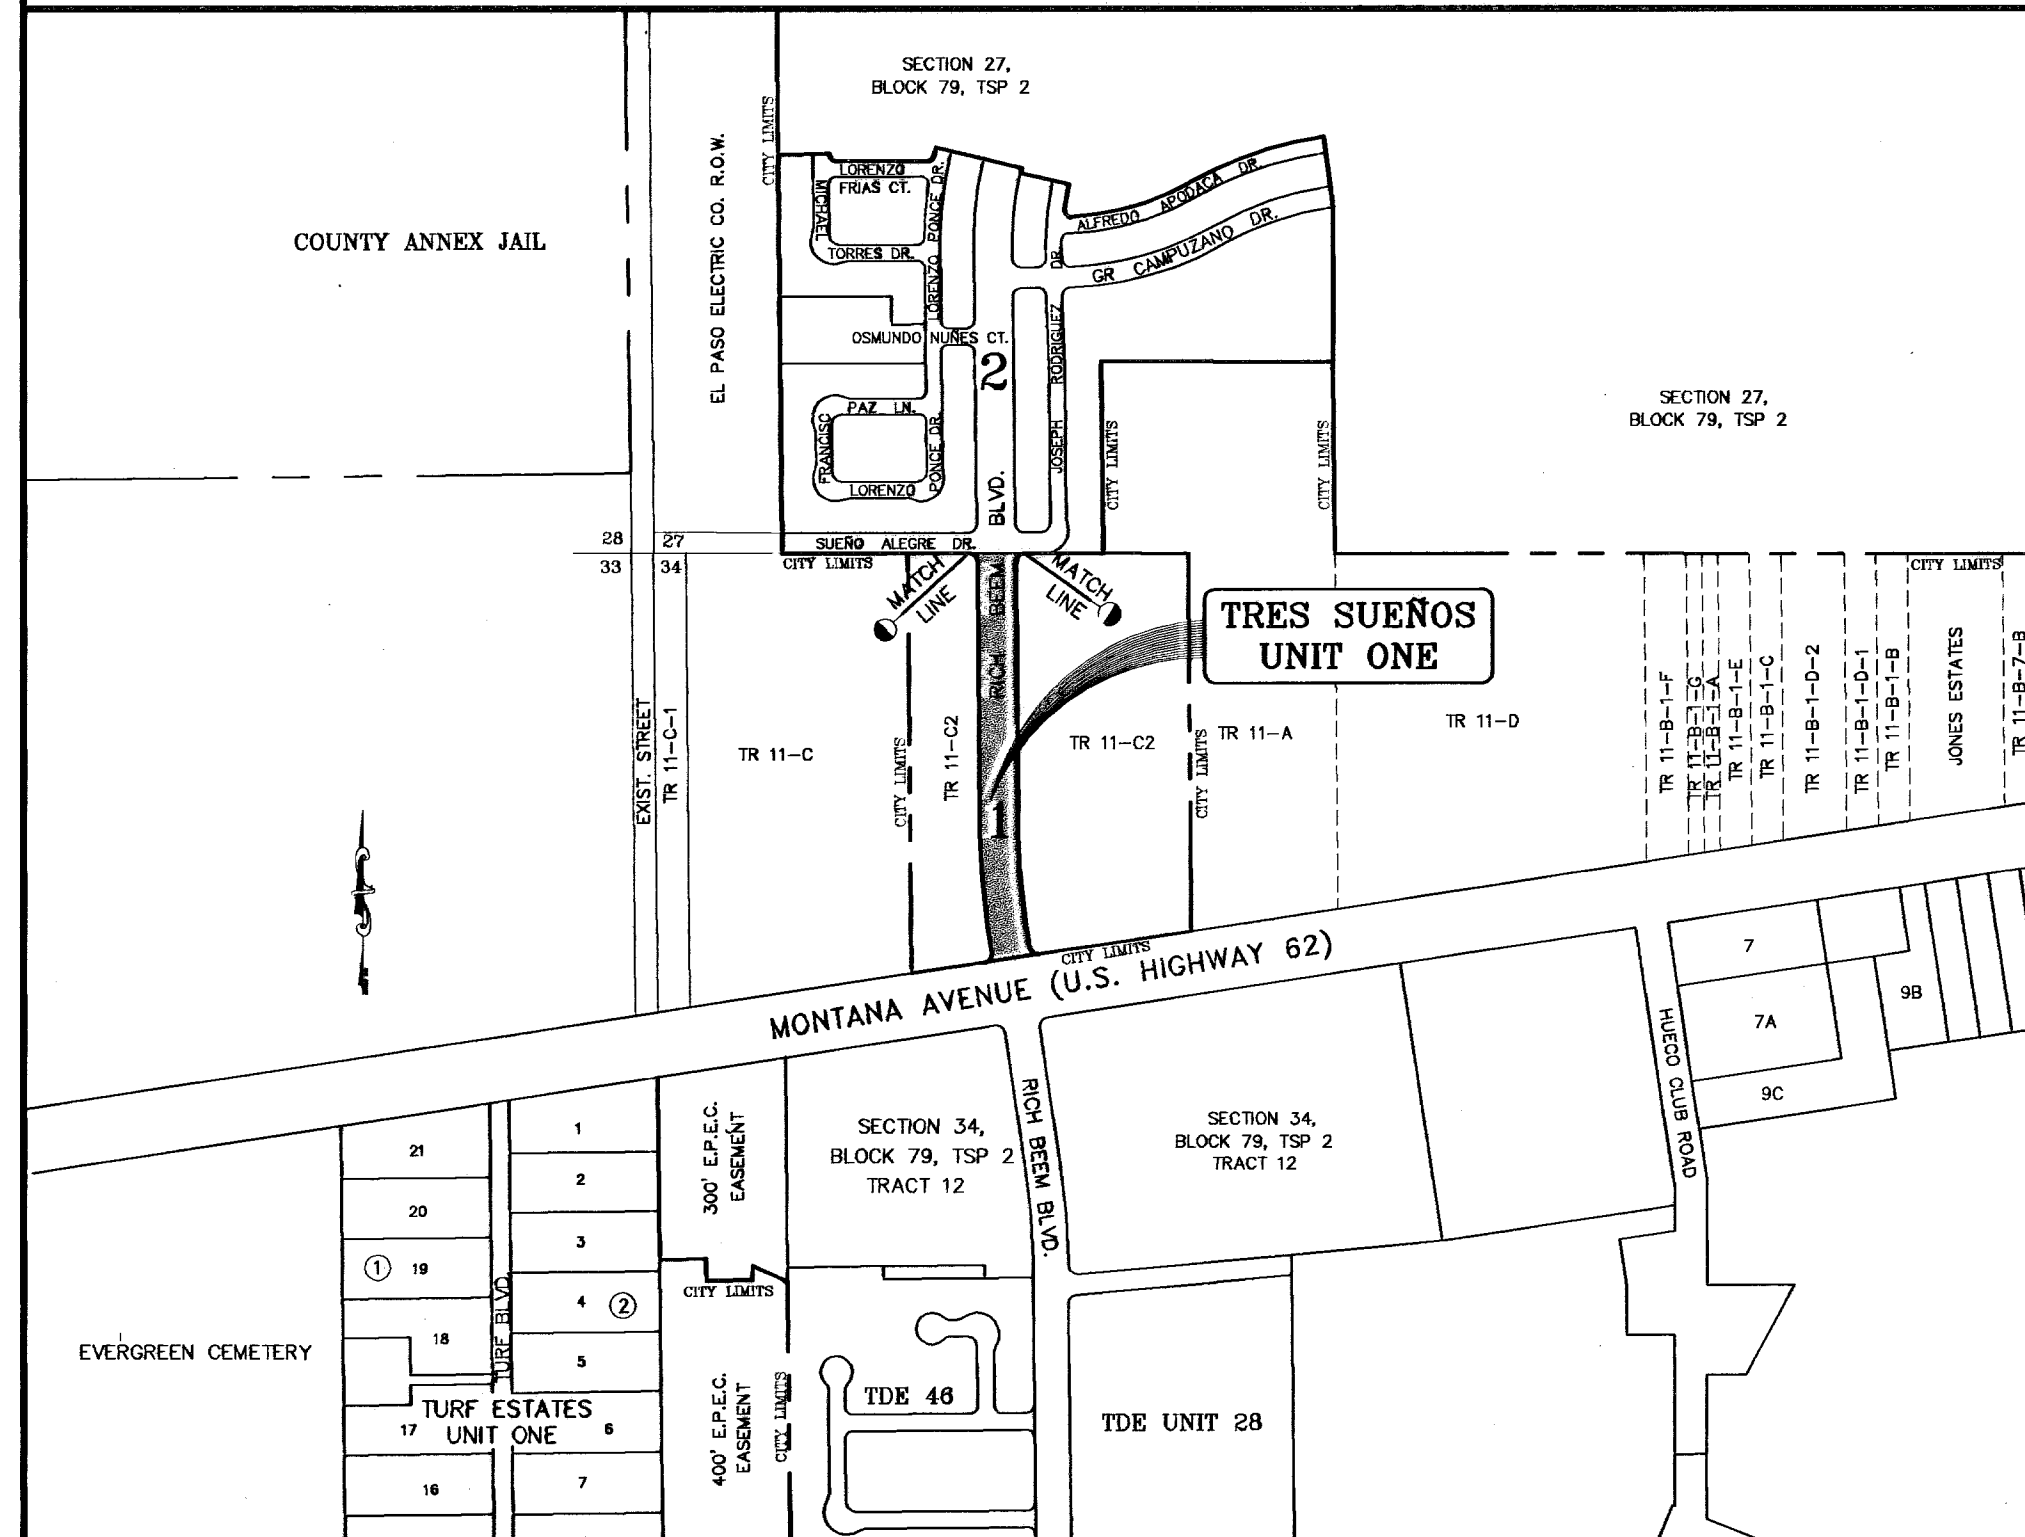 SECTION 27,
BLOCK 79, TSP 2
CITY LIMITS
EL PASO ELECTRIC CO. R.O.W.
COUNTY ANNEX JAIL
LORENZO
FRIAS CT.
MICHAEL
TORRES DR.
LORENZO PONCE DR.
ALFREDO APODACA DR.
GR CAMPUZANO DR.
OSMUNDO NUÑES CT.
2
JOSEPH RODRIGUEZ DR.
PAZ LN.
FRANCISC
LORENZO
PONCE DR.
BLVD.
CITY LIMITS
CITY LIMITS
SECTION 27,
BLOCK 79, TSP 2
28
27
33
34
SUEÑO ALEGRE DR.
CITY LIMITS
MATCH
LINE
RICH BEEM
MATCH
LINE
TRES SUEÑOS
UNIT ONE
CITY LIMITS
EXIST. STREET
TR 11-C-1
TR 11-C
CITY LIMITS
TR 11-C2
1
TR 11-C2
CITY LIMITS
TR 11-A
TR 11-D
TR 11-B-1-F
TR 11-B-1-G
TR 11-B-1-A
TR 11-B-1-E
TR 11-B-1-C
TR 11-B-1-D-2
TR 11-B-1-D-1
TR 11-B-1-B
JONES ESTATES
TR 11-B-7-B
CITY LIMITS
MONTANA AVENUE (U.S. HIGHWAY 62)
7
7A
9B
9C
HUECO CLUB ROAD
RICH BEEM BLVD.
SECTION 34,
BLOCK 79, TSP 2
TRACT 12
SECTION 34,
BLOCK 79, TSP 2
TRACT 12
300' E.P.E.C.
EASEMENT
CITY LIMITS
400' E.P.E.C.
EASEMENT
CITY LIMITS
21
20
1
19
18
17
16
TURF BLVD
1
2
3
4
2
5
6
7
TURF ESTATES
UNIT ONE
EVERGREEN CEMETERY
TDE 46
TDE UNIT 28